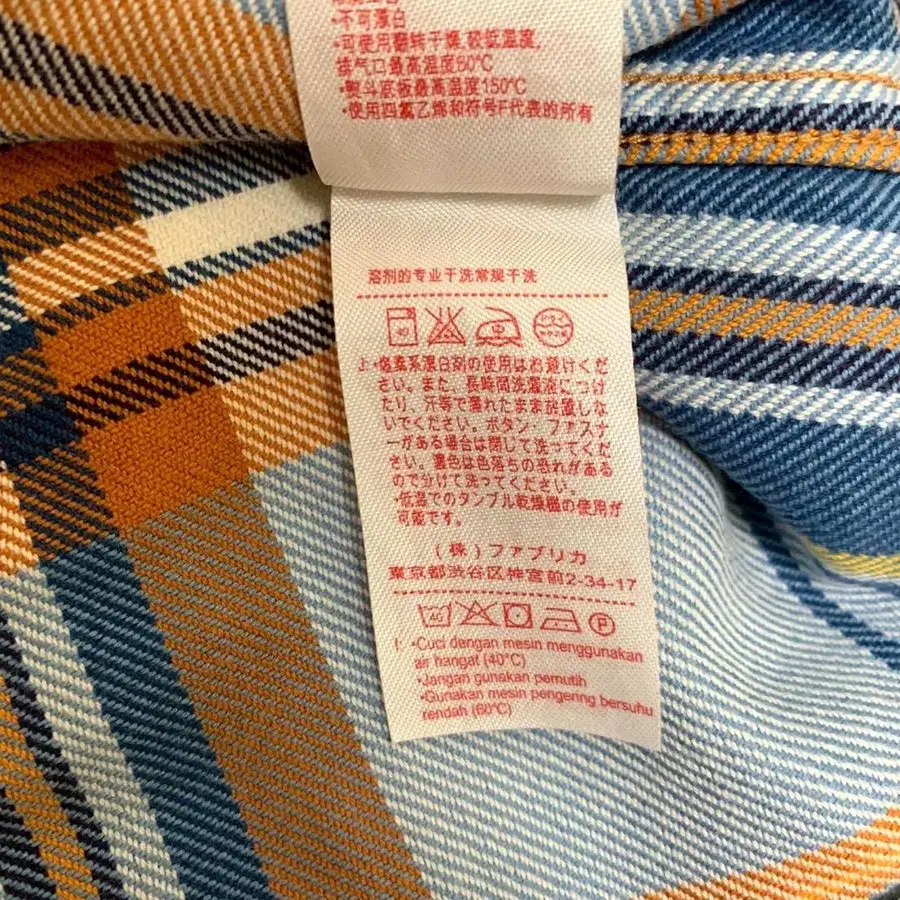 ·不可漂白
·可使用翻转干燥,较低温度,
排气口最高温度60℃
·熨斗底板最高温度150℃
·使用四氯乙烯和符号F代表的所有
溶剂的专业干洗常规干洗
40 中
J: ·塩素系漂白剤の使用はお避けくだ
さい。また、長時間洗濯液につけ
たり、汗等で濡れたまま放置しな
いでください。ボタン・ファスナ
ーがある場合は閉じて洗ってくだ
さい。濃色は色落ちの恐れがある
ので分けて洗ってください。
·低温でのタンブル乾燥機の使用が
可能です。
(株)ファブリカ
東京都渋谷区神宮前2-34-17
40 P
I: ·Cuci dengan mesin menggunakan
air hangat (40°C)
·Jangan gunakan pemutih
·Gunakan mesin pengering bersuhu
rendah (60°C)